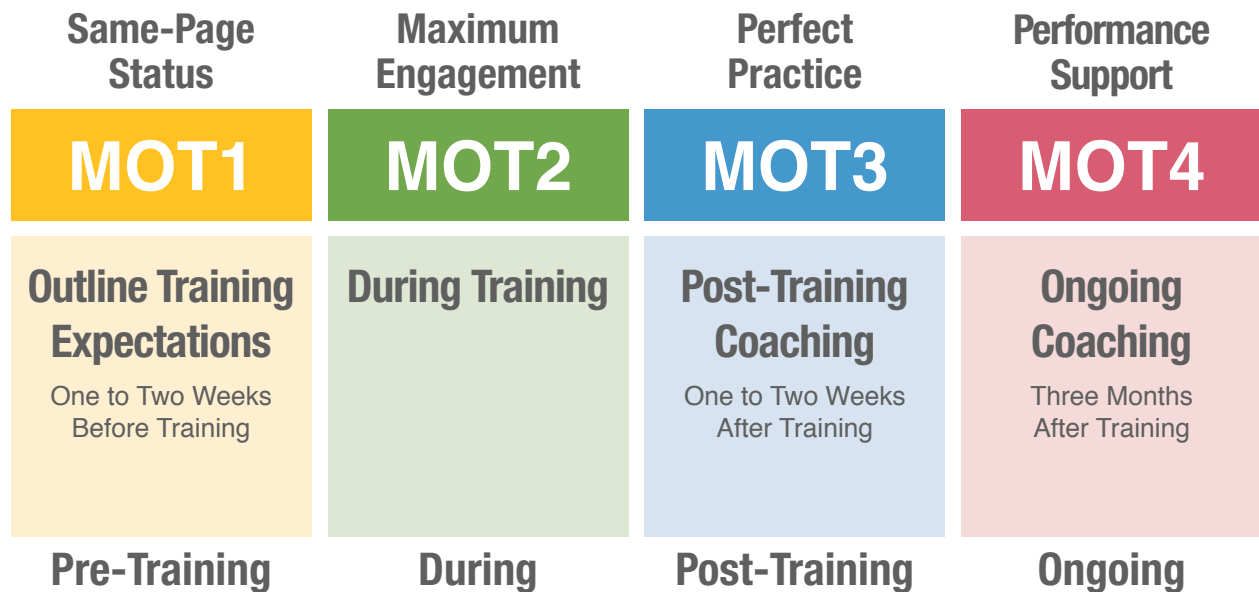 Same-Page
Status
Maximum
Engagement
Perfect
Practice
Performance
Support
MOT1
MOT2
MOT3
MOT4
Outline Training
Expectations
One to Two Weeks
Before Training
During Training
Post-Training
Coaching
One to Two Weeks
After Training
Ongoing
Coaching
Three Months
After Training
Pre-Training
During
Post-Training
Ongoing